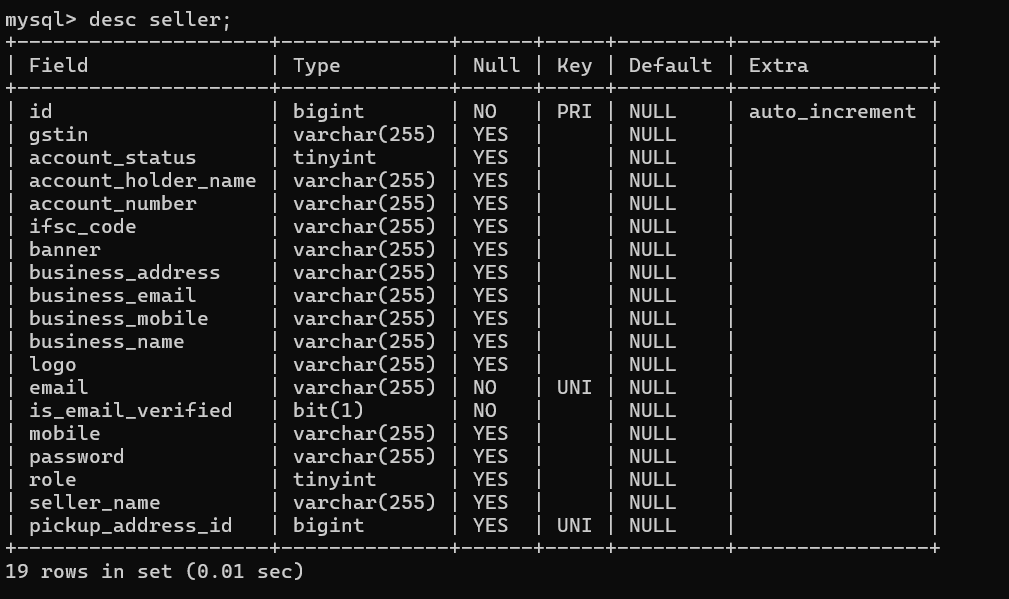 mysql> desc seller;
+---------------------+--------------+------+-----+---------+----------------+
| Field               | Type         | Null | Key | Default | Extra          |
+---------------------+--------------+------+-----+---------+----------------+
| id                  | bigint       | NO   | PRI | NULL    | auto_increment |
| gstin               | varchar(255) | YES  |     | NULL    |                |
| account_status      | tinyint      | YES  |     | NULL    |                |
| account_holder_name | varchar(255) | YES  |     | NULL    |                |
| account_number      | varchar(255) | YES  |     | NULL    |                |
| ifsc_code           | varchar(255) | YES  |     | NULL    |                |
| banner              | varchar(255) | YES  |     | NULL    |                |
| business_address    | varchar(255) | YES  |     | NULL    |                |
| business_email      | varchar(255) | YES  |     | NULL    |                |
| business_mobile     | varchar(255) | YES  |     | NULL    |                |
| business_name       | varchar(255) | YES  |     | NULL    |                |
| logo                | varchar(255) | YES  |     | NULL    |                |
| email               | varchar(255) | NO   | UNI | NULL    |                |
| is_email_verified   | bit(1)       | NO   |     | NULL    |                |
| mobile              | varchar(255) | YES  |     | NULL    |                |
| password            | varchar(255) | YES  |     | NULL    |                |
| role                | tinyint      | YES  |     | NULL    |                |
| seller_name         | varchar(255) | YES  |     | NULL    |                |
| pickup_address_id   | bigint       | YES  | UNI | NULL    |                |
+---------------------+--------------+------+-----+---------+----------------+
19 rows in set (0.01 sec)